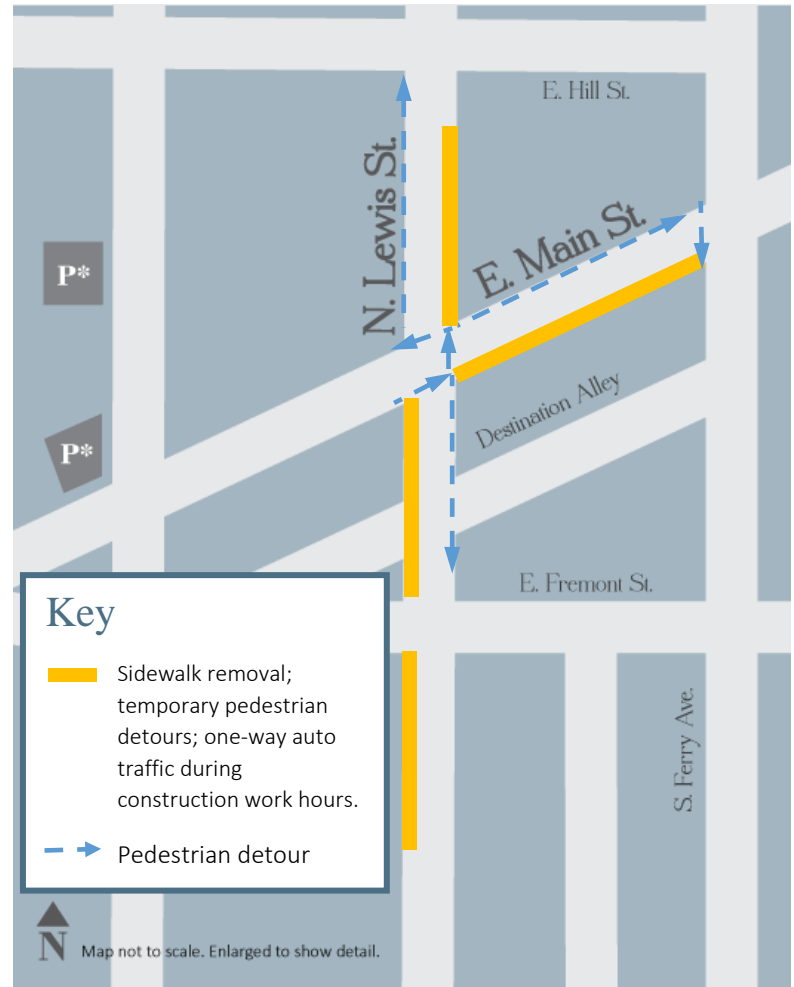 E. Hill St.
N. Lewis St.
E. Main St.
P*
Destination Alley
P*
E. Fremont St.
Key
Sidewalk removal;
temporary pedestrian
detours; one-way auto
traffic during
construction work hours.
Pedestrian detour
S. Ferry Ave.
N
Map not to scale. Enlarged to show detail.